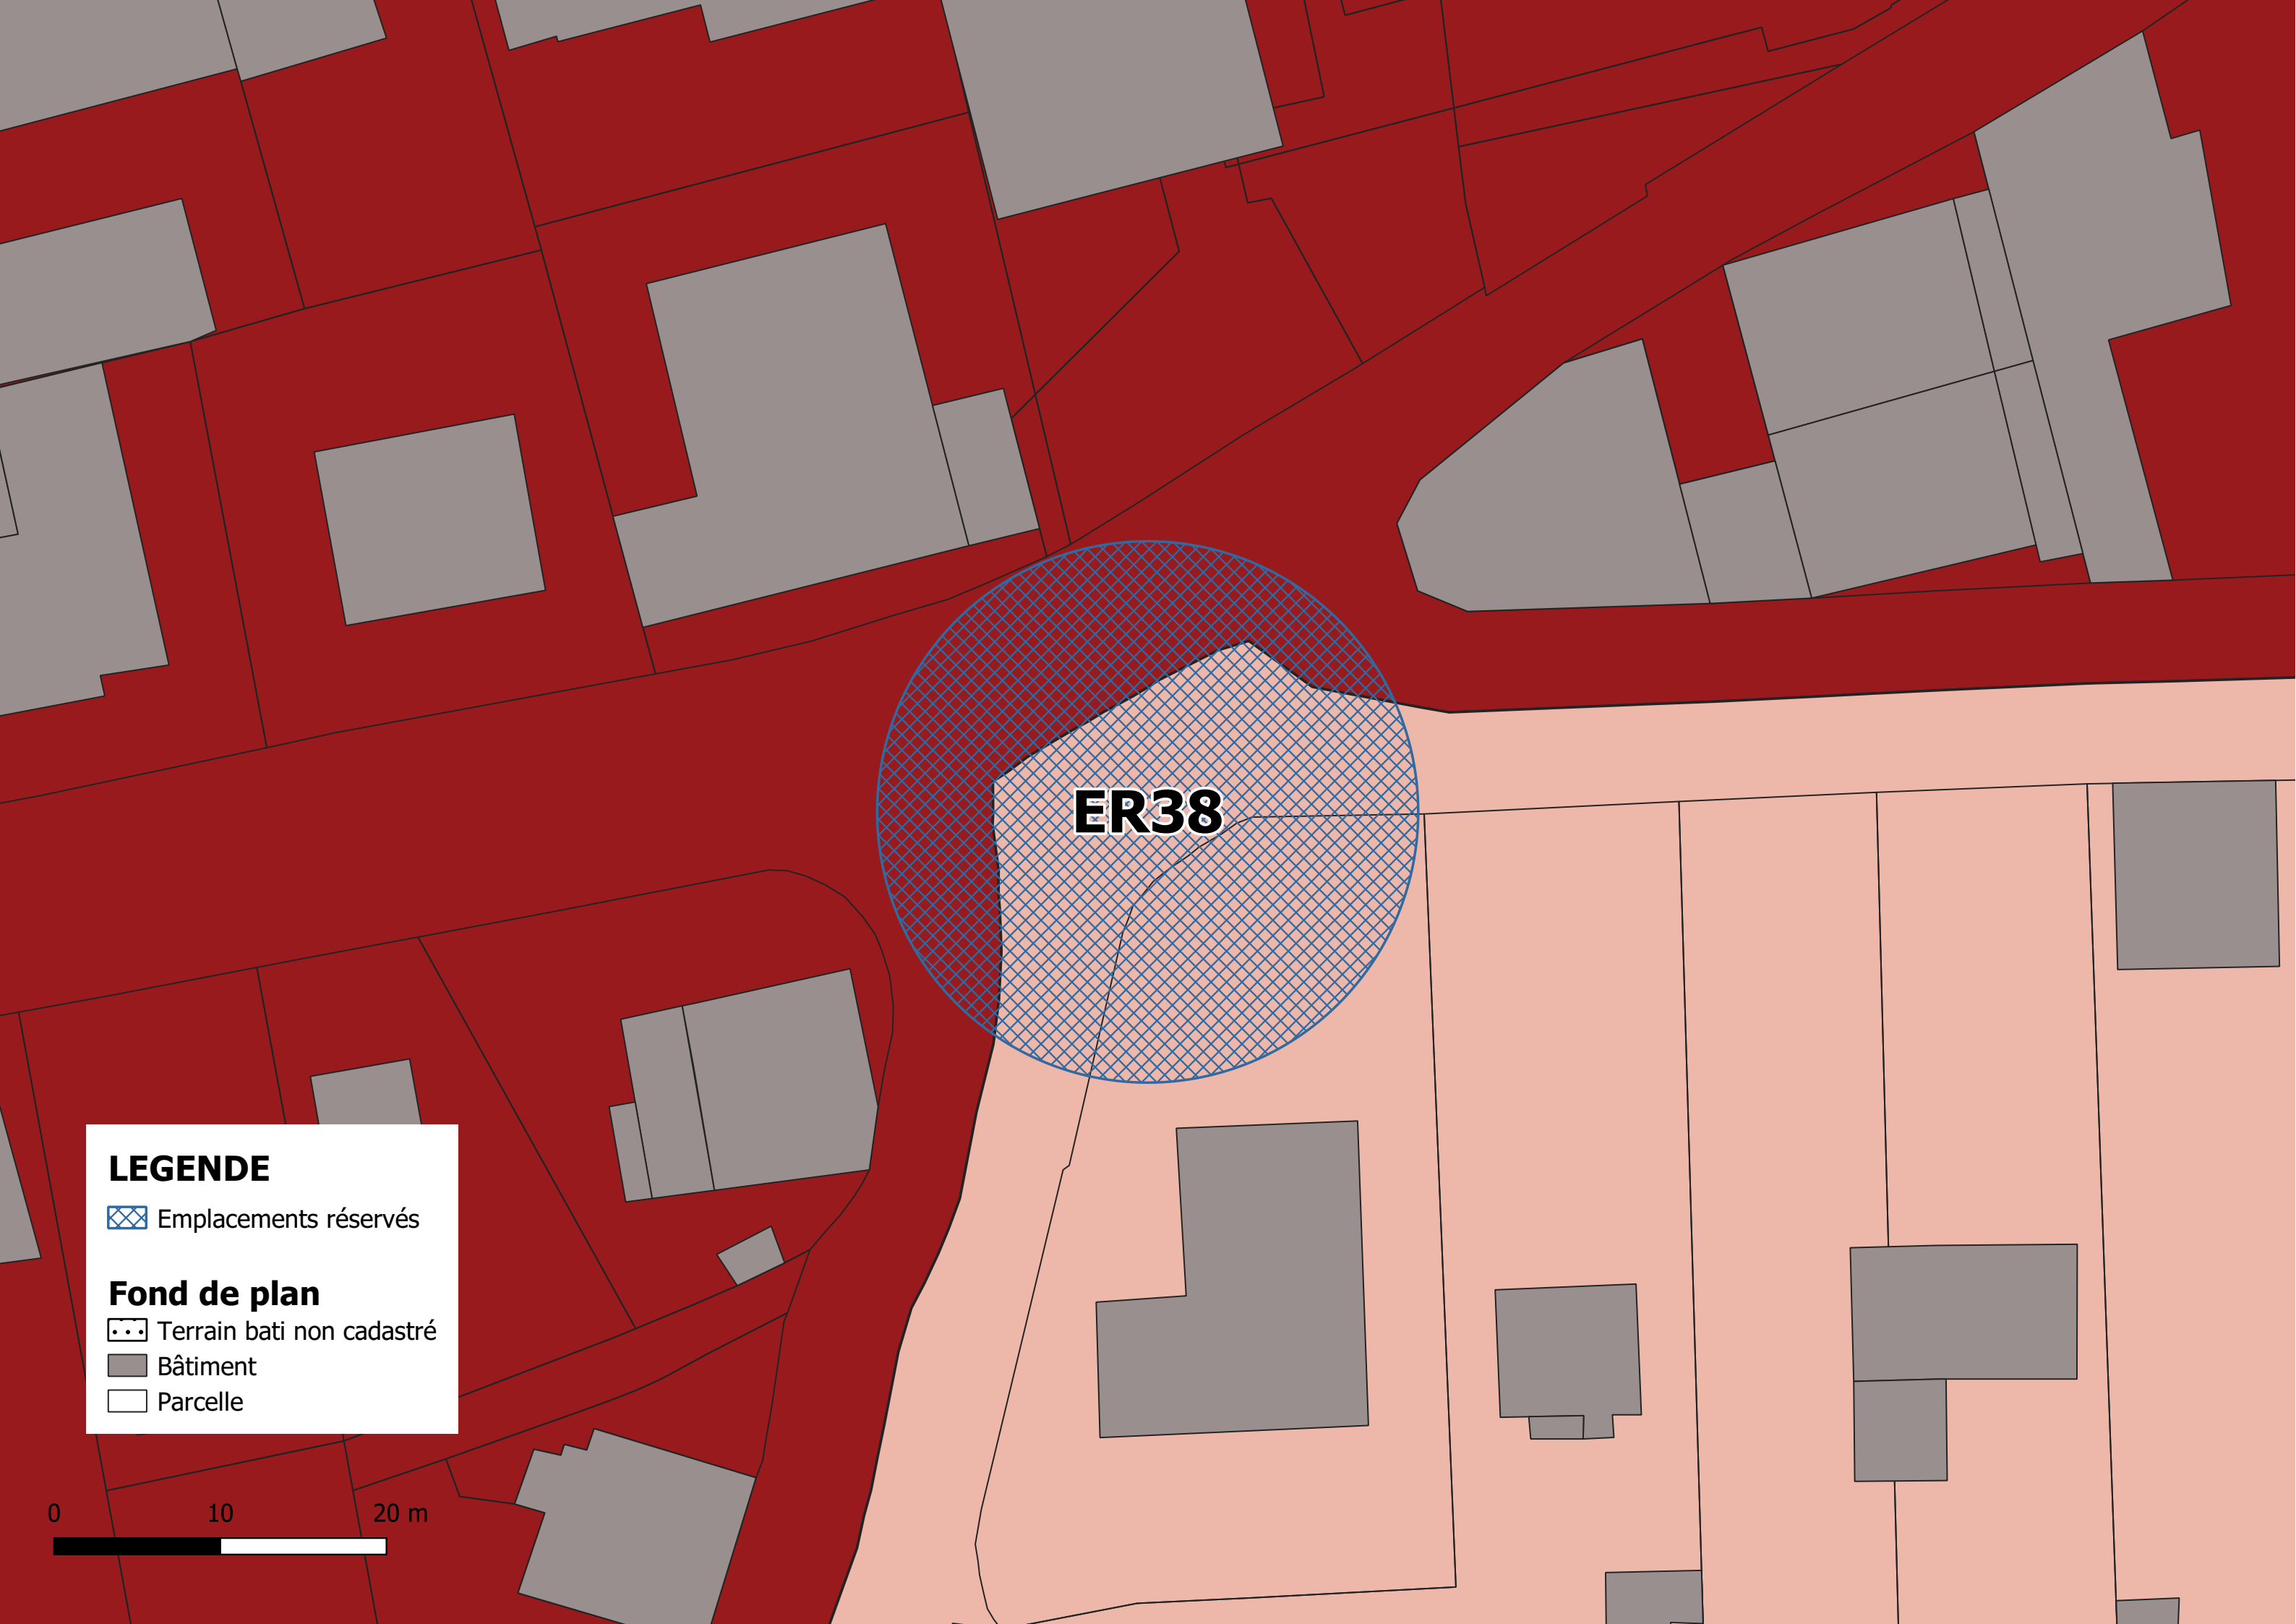 ER38
LEGENDE
Emplacements réservés
Fond de plan
Terrain bati non cadastré
Bâtiment
Parcelle
0 10 20 m